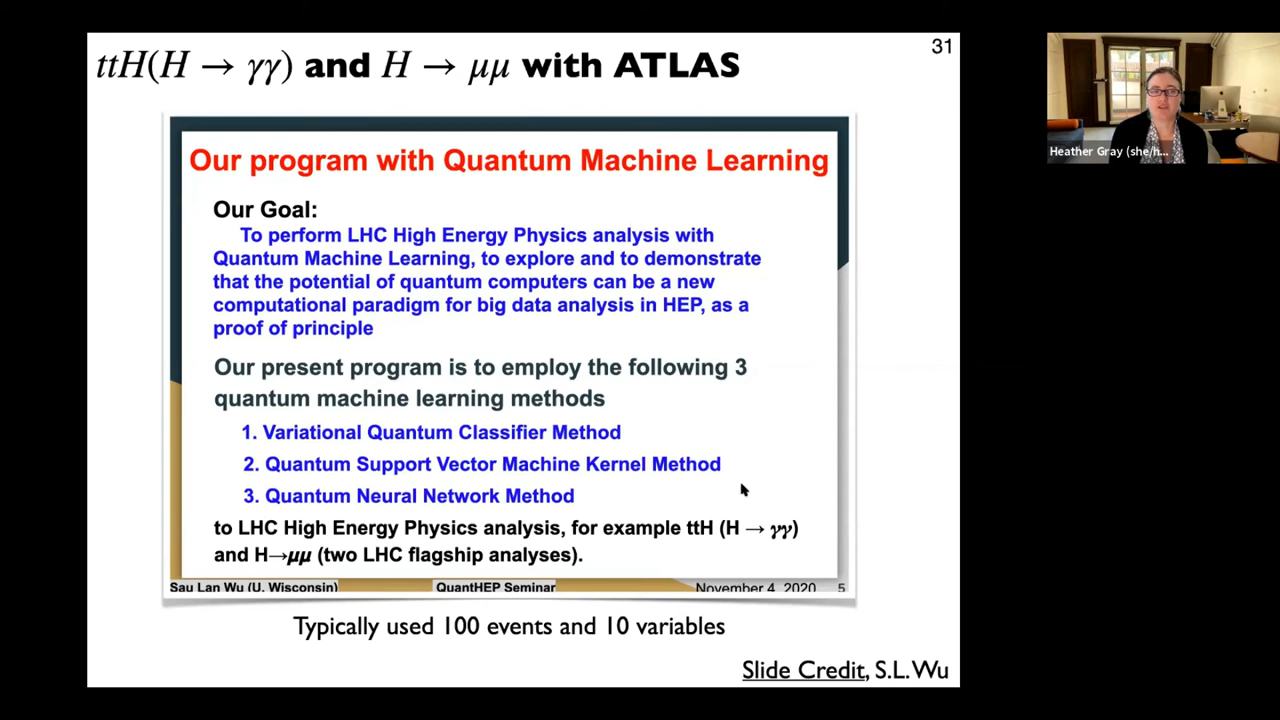 ttH(H → γγ) and H → μμ with ATLAS
31
Our program with Quantum Machine Learning
Our Goal:
To perform LHC High Energy Physics analysis with
Quantum Machine Learning, to explore and to demonstrate
that the potential of quantum computers can be a new
computational paradigm for big data analysis in HEP, as a
proof of principle
Our present program is to employ the following 3
quantum machine learning methods
1. Variational Quantum Classifier Method
2. Quantum Support Vector Machine Kernel Method
3. Quantum Neural Network Method
to LHC High Energy Physics analysis, for example ttH (H → γγ)
and H→μμ (two LHC flagship analyses).
Sau Lan Wu (U. Wisconsin) QuantHEP Seminar November 4, 2020 5
Typically used 100 events and 10 variables
Slide Credit, S.L.Wu
Heather Gray (she/h...